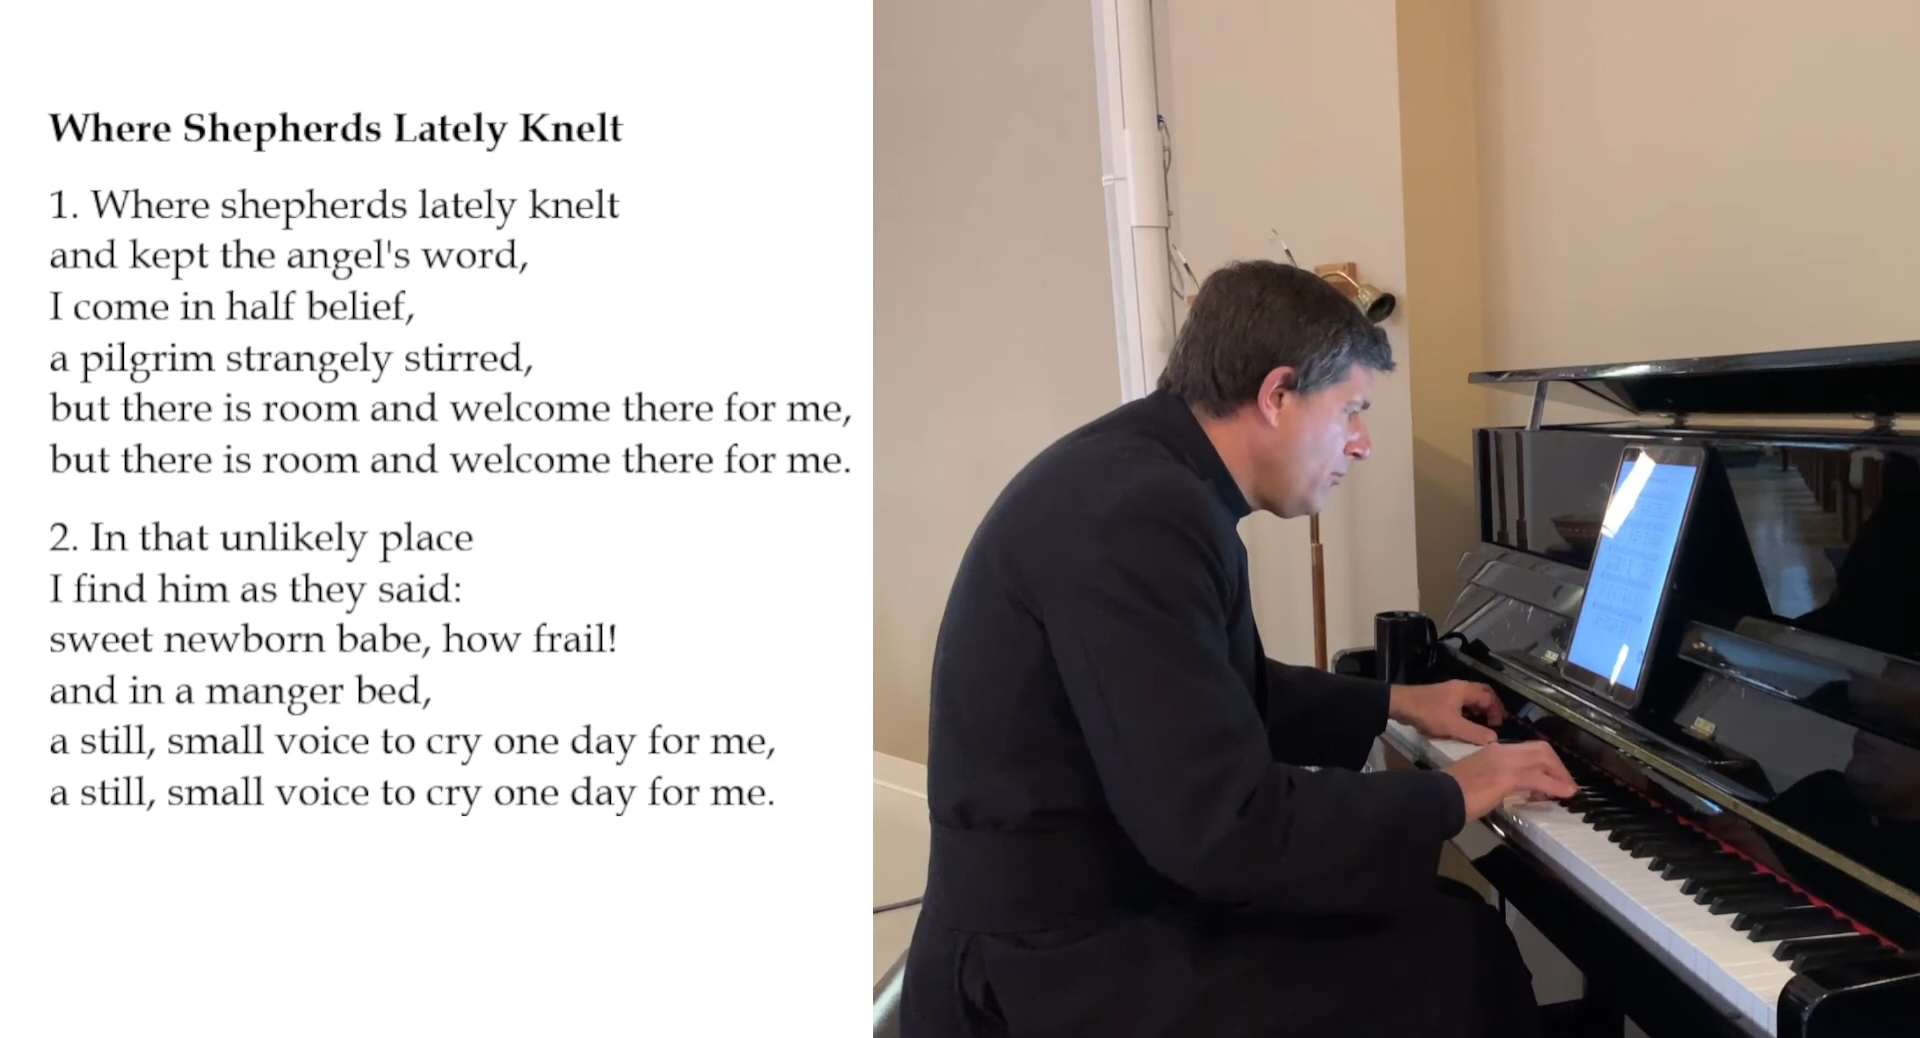 Where Shepherds Lately Knelt
1. Where shepherds lately knelt
and kept the angel's word,
I come in half belief,
a pilgrim strangely stirred,
but there is room and welcome there for me,
but there is room and welcome there for me.
2. In that unlikely place
I find him as they said:
sweet newborn babe, how frail!
and in a manger bed,
a still, small voice to cry one day for me,
a still, small voice to cry one day for me.